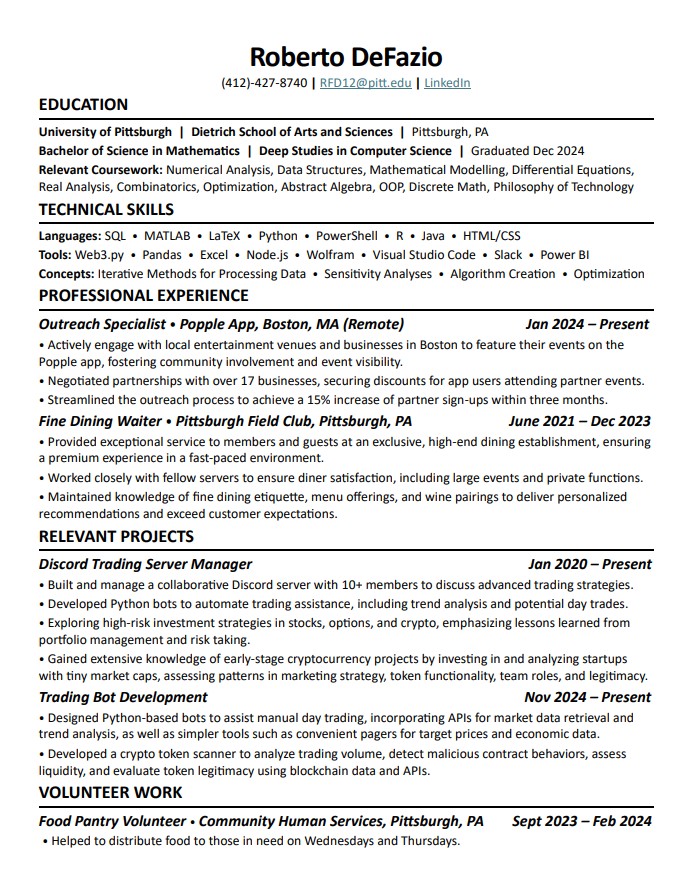 Roberto DeFazio
(412)-427-8740 | RFD12@pitt.edu | LinkedIn
EDUCATION
University of Pittsburgh | Dietrich School of Arts and Sciences | Pittsburgh, PA
Bachelor of Science in Mathematics | Deep Studies in Computer Science | Graduated Dec 2024
Relevant Coursework: Numerical Analysis, Data Structures, Mathematical Modelling, Differential Equations,
Real Analysis, Combinatorics, Optimization, Abstract Algebra, OOP, Discrete Math, Philosophy of Technology
TECHNICAL SKILLS
Languages: SQL • MATLAB • LaTeX • Python • PowerShell • R • Java • HTML/CSS
Tools: Web3.py • Pandas • Excel • Node.js • Wolfram • Visual Studio Code • Slack • Power BI
Concepts: Iterative Methods for Processing Data • Sensitivity Analyses • Algorithm Creation • Optimization
PROFESSIONAL EXPERIENCE
Outreach Specialist • Popple App, Boston, MA (Remote) Jan 2024 – Present
• Actively engage with local entertainment venues and businesses in Boston to feature their events on the
Popple app, fostering community involvement and event visibility.
• Negotiated partnerships with over 17 businesses, securing discounts for app users attending partner events.
• Streamlined the outreach process to achieve a 15% increase of partner sign-ups within three months.
Fine Dining Waiter • Pittsburgh Field Club, Pittsburgh, PA June 2021 – Dec 2023
• Provided exceptional service to members and guests at an exclusive, high-end dining establishment, ensuring
a premium experience in a fast-paced environment.
• Worked closely with fellow servers to ensure diner satisfaction, including large events and private functions.
• Maintained knowledge of fine dining etiquette, menu offerings, and wine pairings to deliver personalized
recommendations and exceed customer expectations.
RELEVANT PROJECTS
Discord Trading Server Manager Jan 2020 – Present
• Built and manage a collaborative Discord server with 10+ members to discuss advanced trading strategies.
• Developed Python bots to automate trading assistance, including trend analysis and potential day trades.
• Exploring high-risk investment strategies in stocks, options, and crypto, emphasizing lessons learned from
portfolio management and risk taking.
• Gained extensive knowledge of early-stage cryptocurrency projects by investing in and analyzing startups
with tiny market caps, assessing patterns in marketing strategy, token functionality, team roles, and legitimacy.
Trading Bot Development Nov 2024 – Present
• Designed Python-based bots to assist manual day trading, incorporating APIs for market data retrieval and
trend analysis, as well as simpler tools such as convenient pagers for target prices and economic data.
• Developed a crypto token scanner to analyze trading volume, detect malicious contract behaviors, assess
liquidity, and evaluate token legitimacy using blockchain data and APIs.
VOLUNTEER WORK
Food Pantry Volunteer • Community Human Services, Pittsburgh, PA Sept 2023 – Feb 2024
• Helped to distribute food to those in need on Wednesdays and Thursdays.